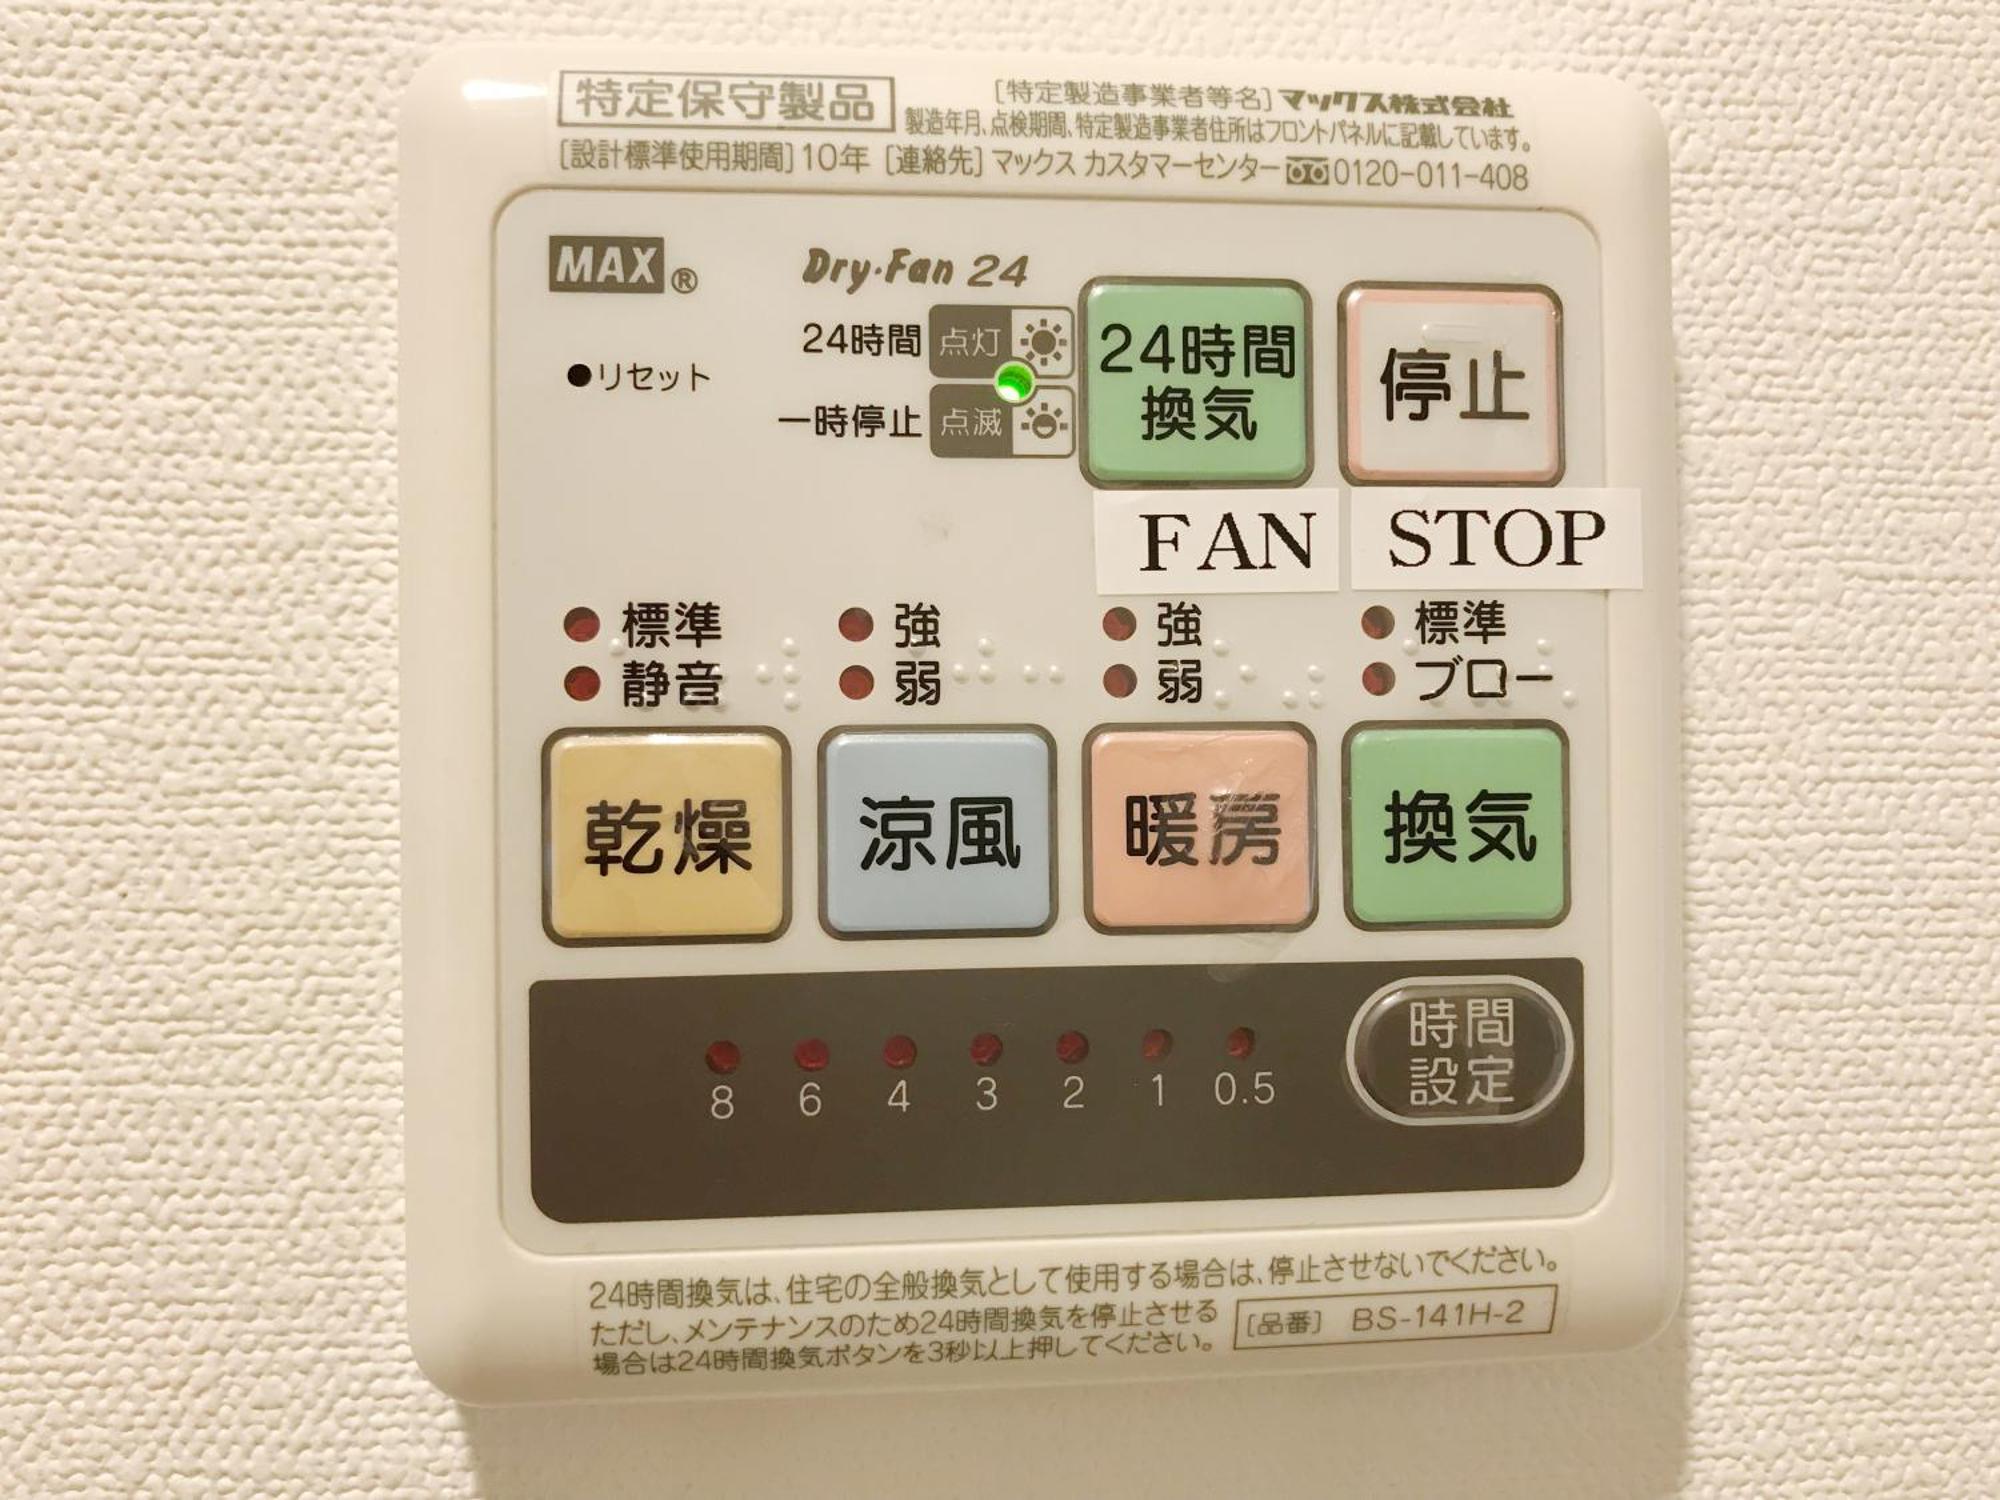 特定保守製品
[特定製造事業者等名] マックス株式会社
製造年月、点検期間、特定製造事業者住所はフロントパネルに記載しています。
[設計標準使用期間] 10年 [連絡先] マックス カスタマーセンター 0120-011-408
MAX®
Dry・Fan 24
●リセット
24時間 点灯
一時停止 点滅
24時間
換気
停止
FAN
STOP
標準
静音
強
弱
強
弱
標準
ブロー
乾燥
涼風
暖房
換気
8 6 4 3 2 1 0.5
時間
設定
24時間換気は、住宅の全般換気として使用する場合は、停止させないでください。
ただし、メンテナンスのため24時間換気を停止させる
場合は24時間換気ボタンを3秒以上押してください。
[品番] BS-141H-2